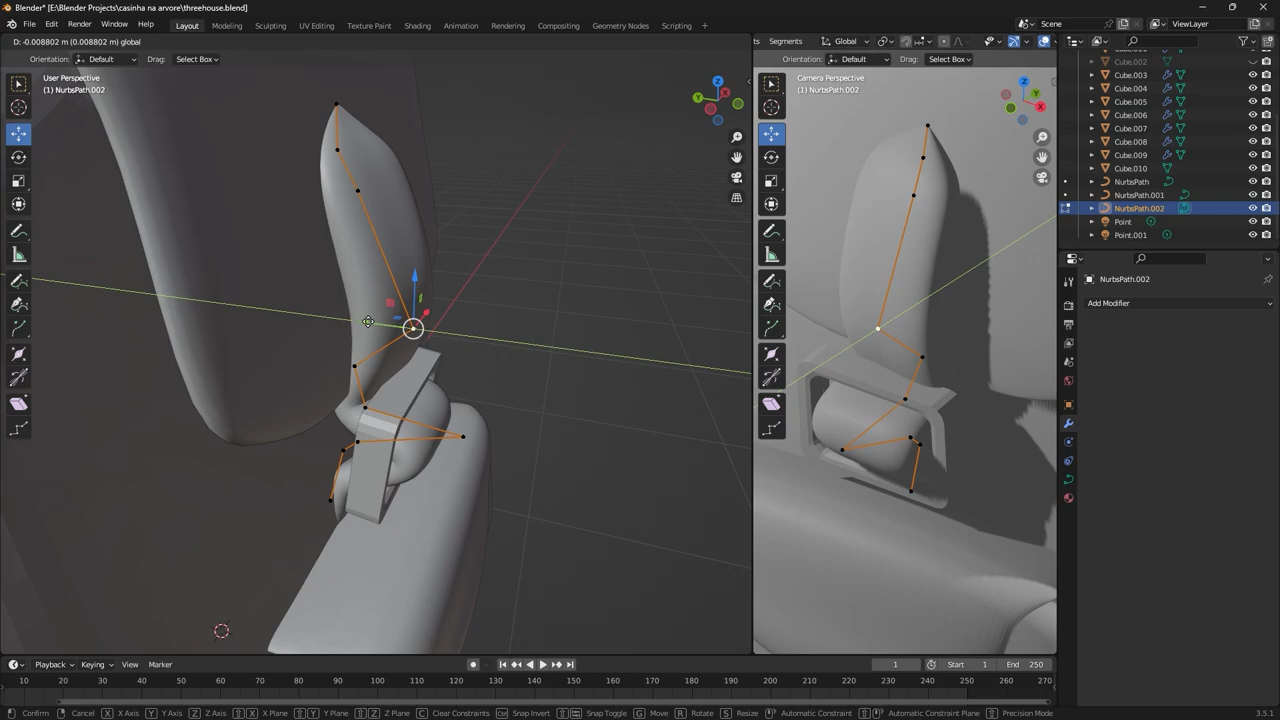 Blender* [E:\Blender Projects\casinha na arvore\threehouse.blend]
File Edit Render Window Help Layout Modeling Sculpting UV Editing Texture Paint Shading Animation Rendering Compositing Geometry Nodes Scripting + Scene ViewLayer
D: -0.008802 m (0.008802 m) global ts Segments Global
Orientation: Default Drag: Select Box Orientation: Default Drag: Select Box
User Perspective
(1) NurbsPath.002
Camera Perspective
(1) NurbsPath.002
Z
Y
X
Z
Y
X
Cube.002
Cube.003
Cube.004
Cube.005
Cube.006
Cube.007
Cube.008
Cube.009
Cube.010
NurbsPath
NurbsPath.001
NurbsPath.002
Point
Point.001
NurbsPath.002
Add Modifier
Playback Keying View Marker 1 Start 1 End 250
10 20 30 40 50 60 70 80 90 100 110 120 130 140 150 160 170 180 190 200 210 220 230 240 250 260 270
Confirm Cancel X X Axis Y Y Axis Z Z Axis X X Plane Y Y Plane Z Z Plane C Clear Constraints Snap Invert Snap Toggle G Move R Rotate S Resize Automatic Constraint Automatic Constraint Plane Precision Mode 3.5.1